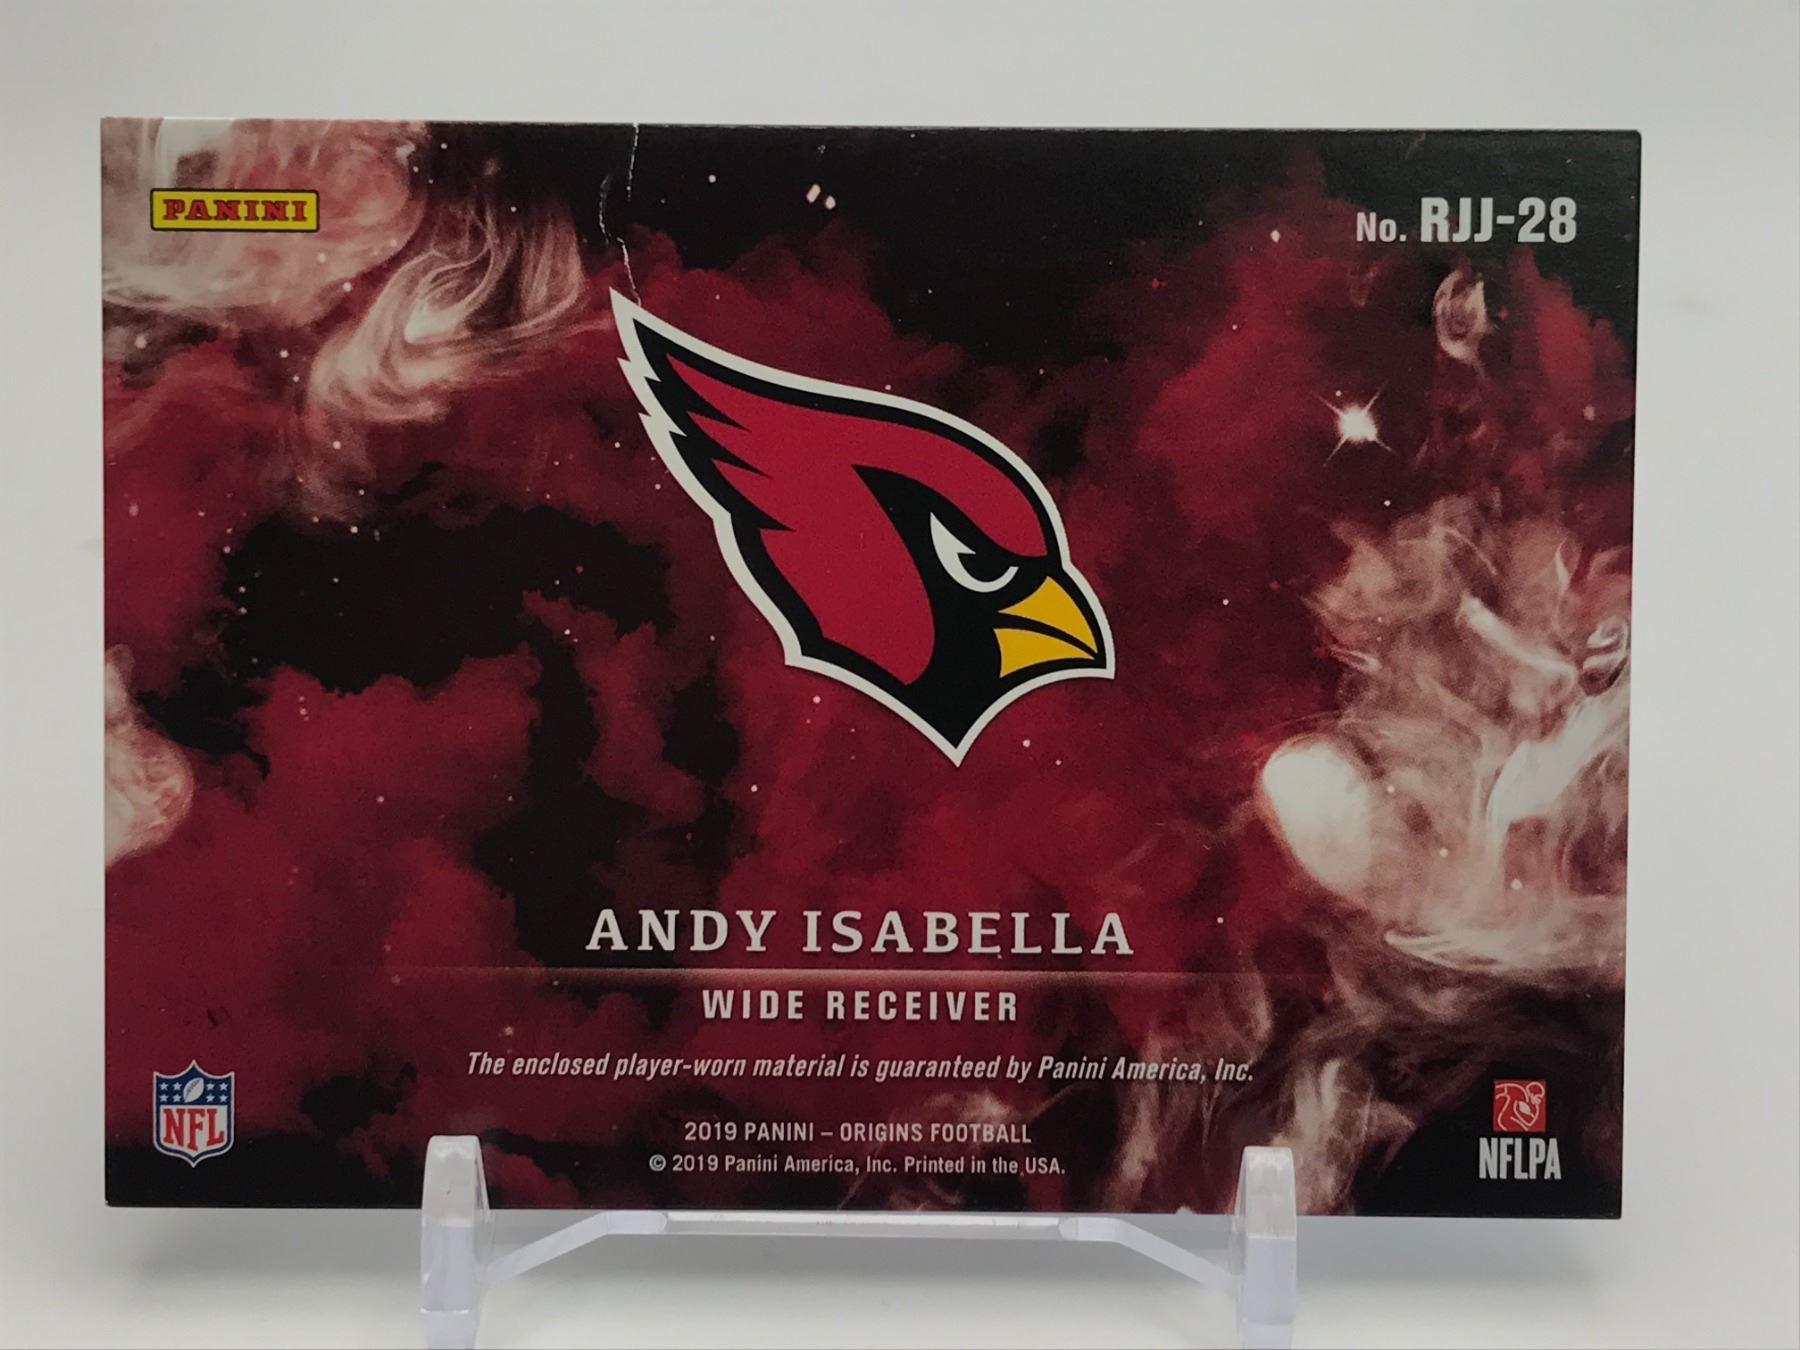 PANINI
No. RJJ-28
ANDY ISABELLA
WIDE RECEIVER
The enclosed player-worn material is guaranteed by Panini America, Inc.
NFL
2019 PANINI – ORIGINS FOOTBALL
© 2019 Panini America, Inc. Printed in the USA.
NFLPA